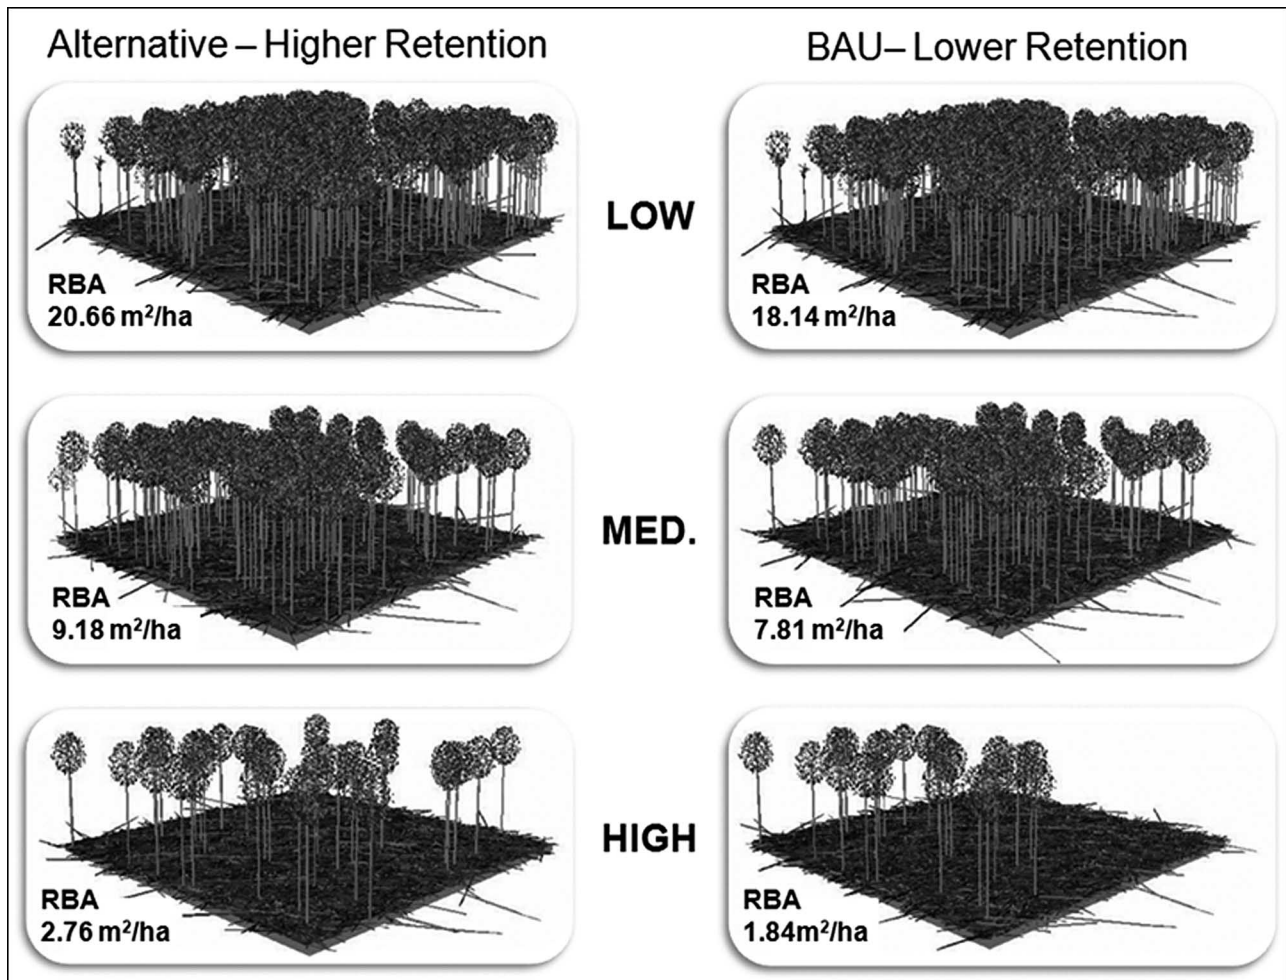 Alternative – Higher Retention
BAU– Lower Retention
LOW
RBA
20.66 m²/ha
RBA
18.14 m²/ha
MED.
RBA
9.18 m²/ha
RBA
7.81 m²/ha
HIGH
RBA
2.76 m²/ha
RBA
1.84m²/ha